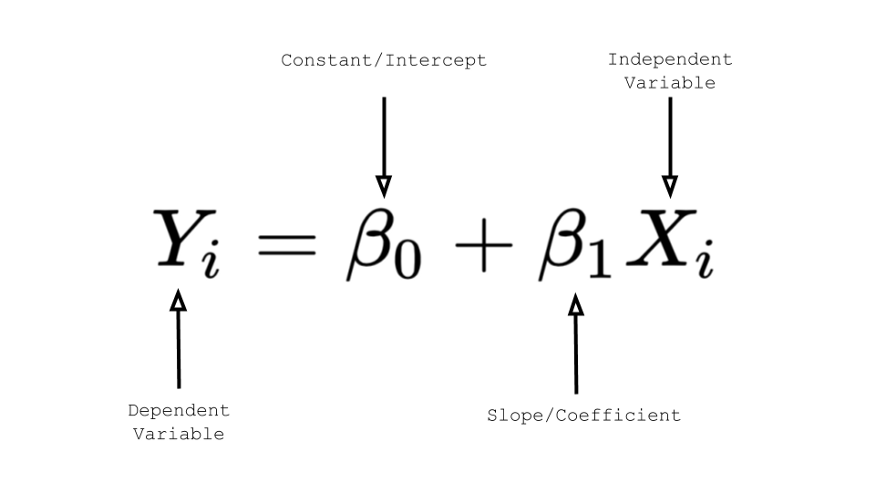 Constant/Intercept
Independent
Variable
Yᵢ = β₀ + β₁Xᵢ
Dependent
Variable
Slope/Coefficient